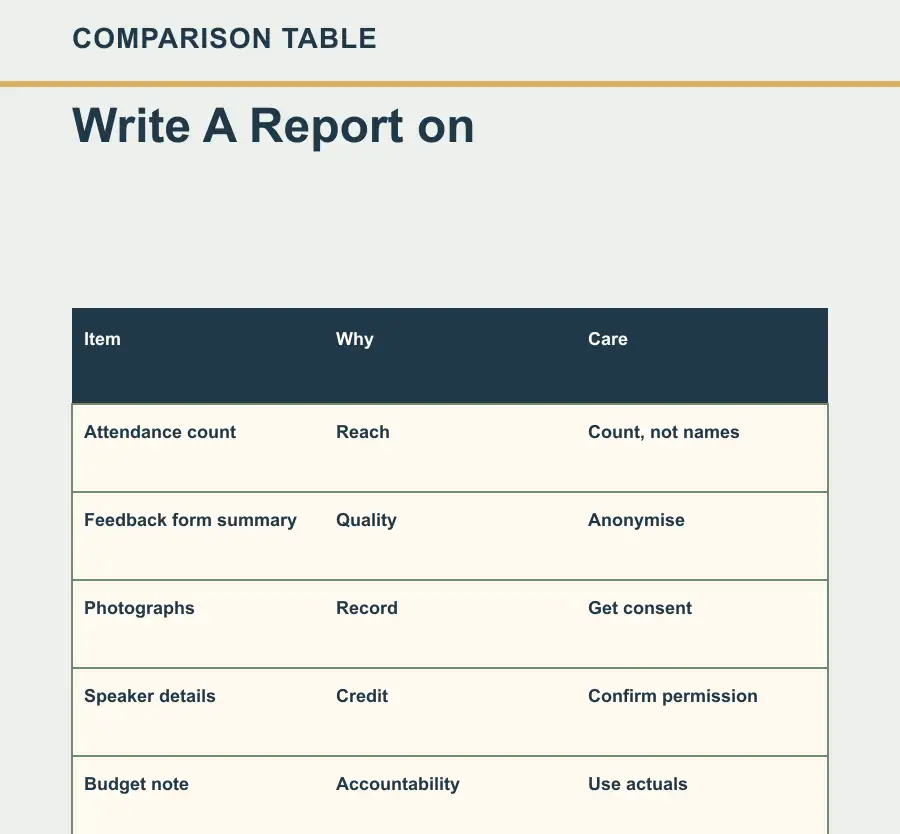 COMPARISON TABLE
Write A Report on
Item Why Care
Attendance count Reach Count, not names
Feedback form summary Quality Anonymise
Photographs Record Get consent
Speaker details Credit Confirm permission
Budget note Accountability Use actuals